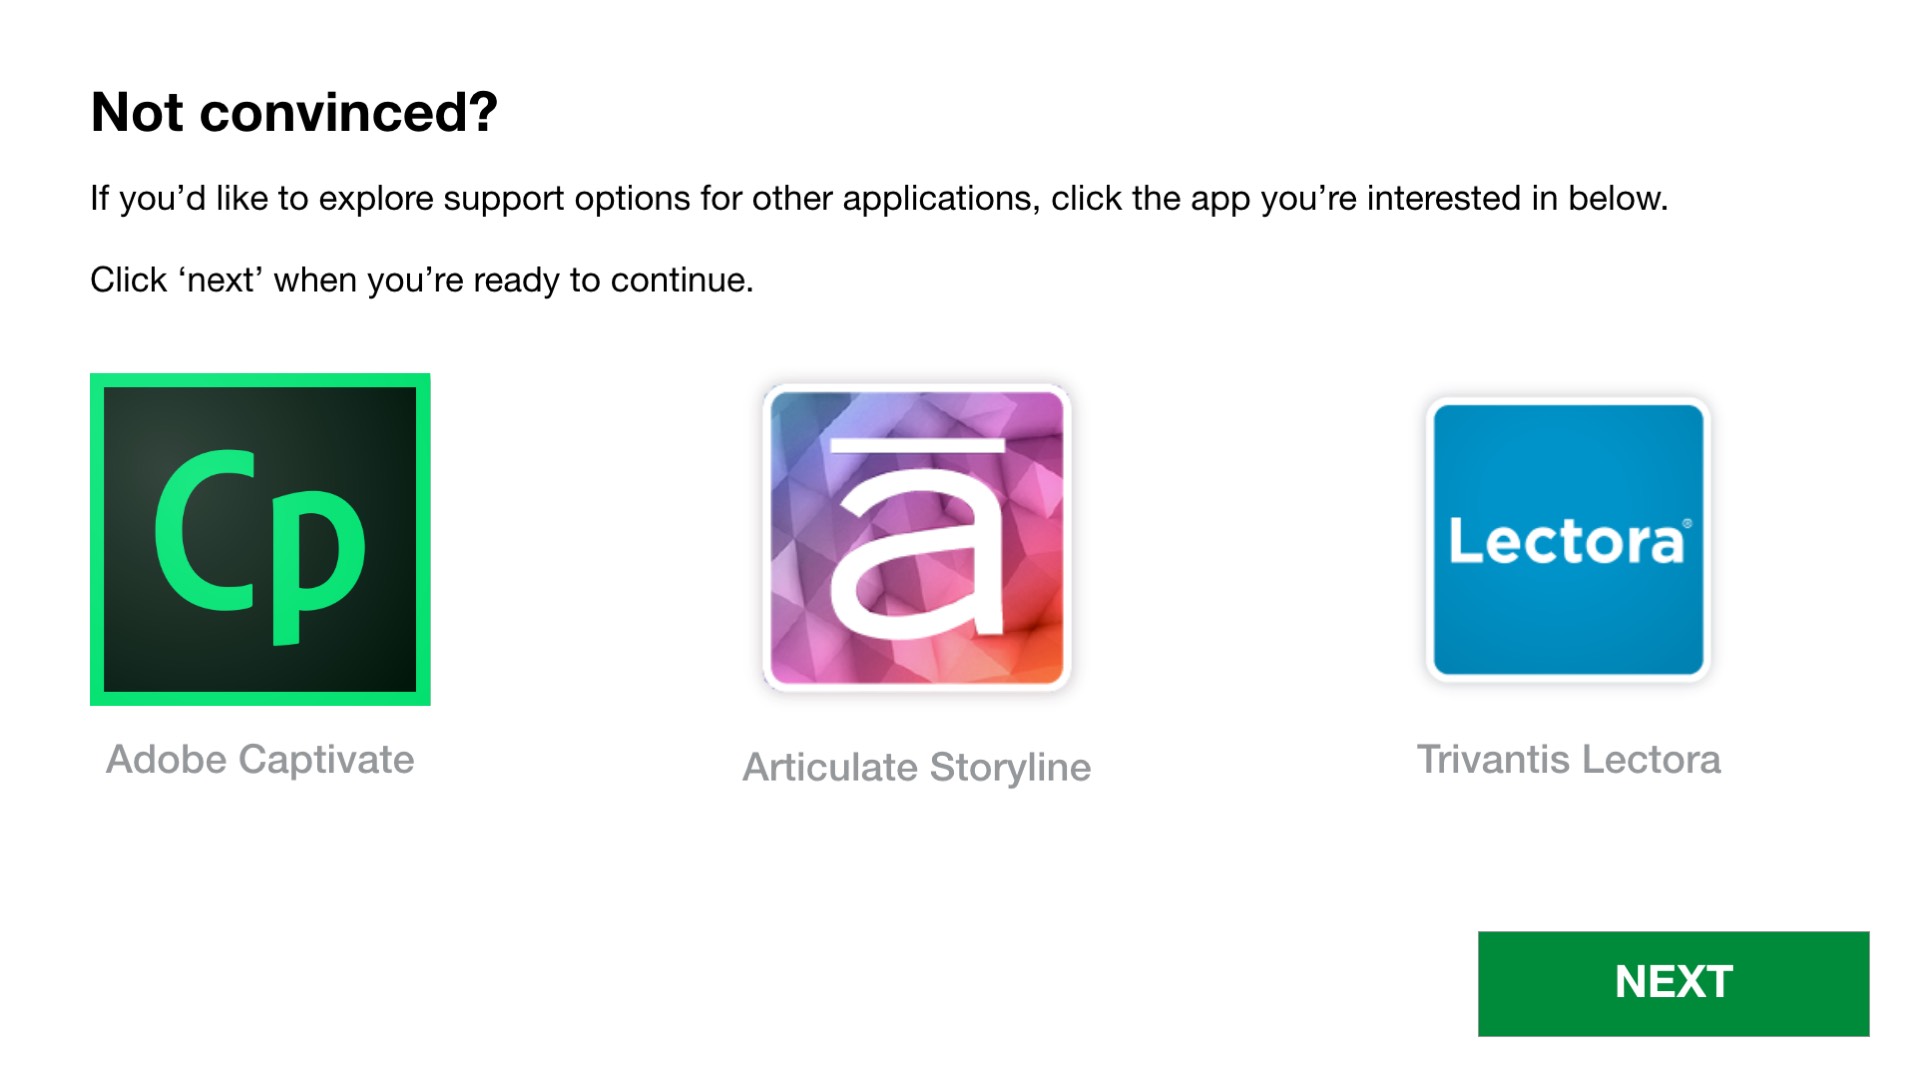 Not convinced?
If you’d like to explore support options for other applications, click the app you’re interested in below.
Click ‘next’ when you’re ready to continue.
Cp
ā
Lectora®
Adobe Captivate
Articulate Storyline
Trivantis Lectora
NEXT